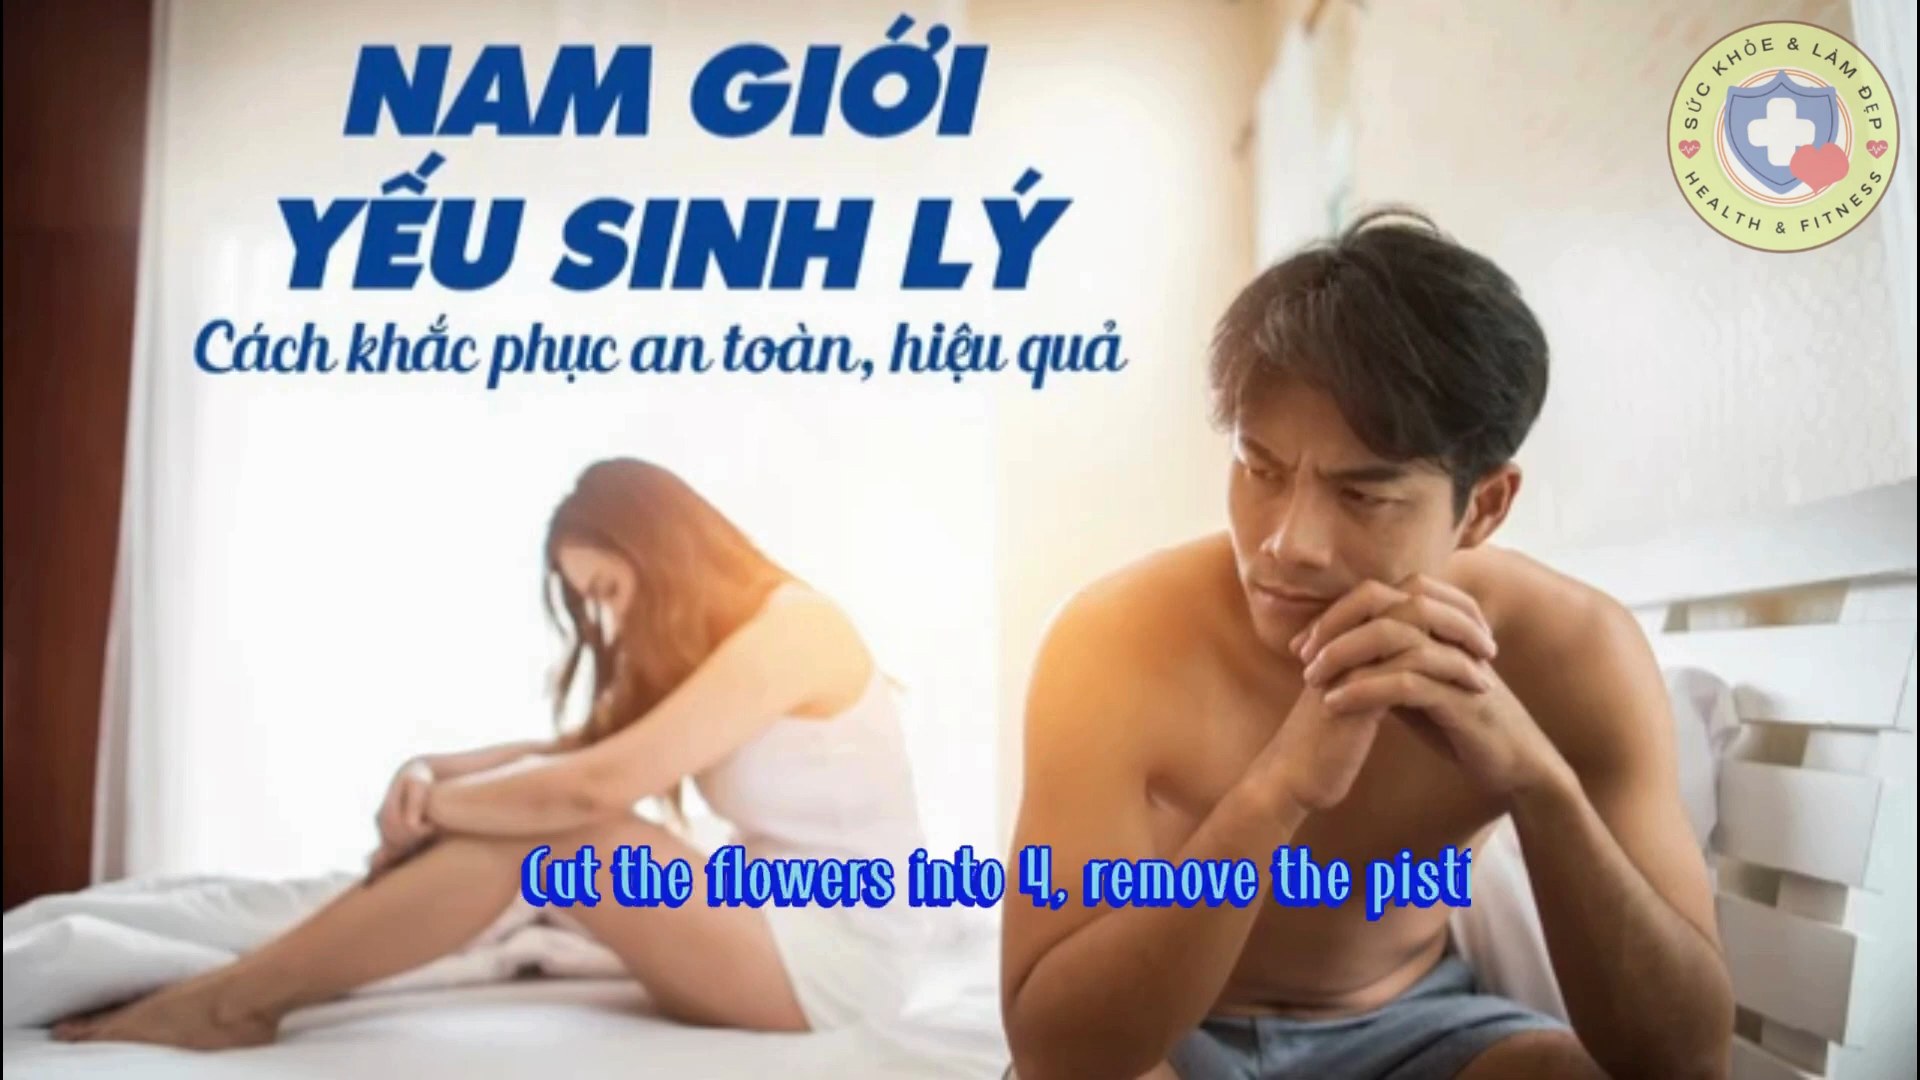 NAM GIỚI
YẾU SINH LÝ
Cách khắc phục an toàn, hiệu quả
SỨC KHỎE & LÀM ĐẸP
HEALTH & FITNESS
Cut the flowers into 4, remove the pisti